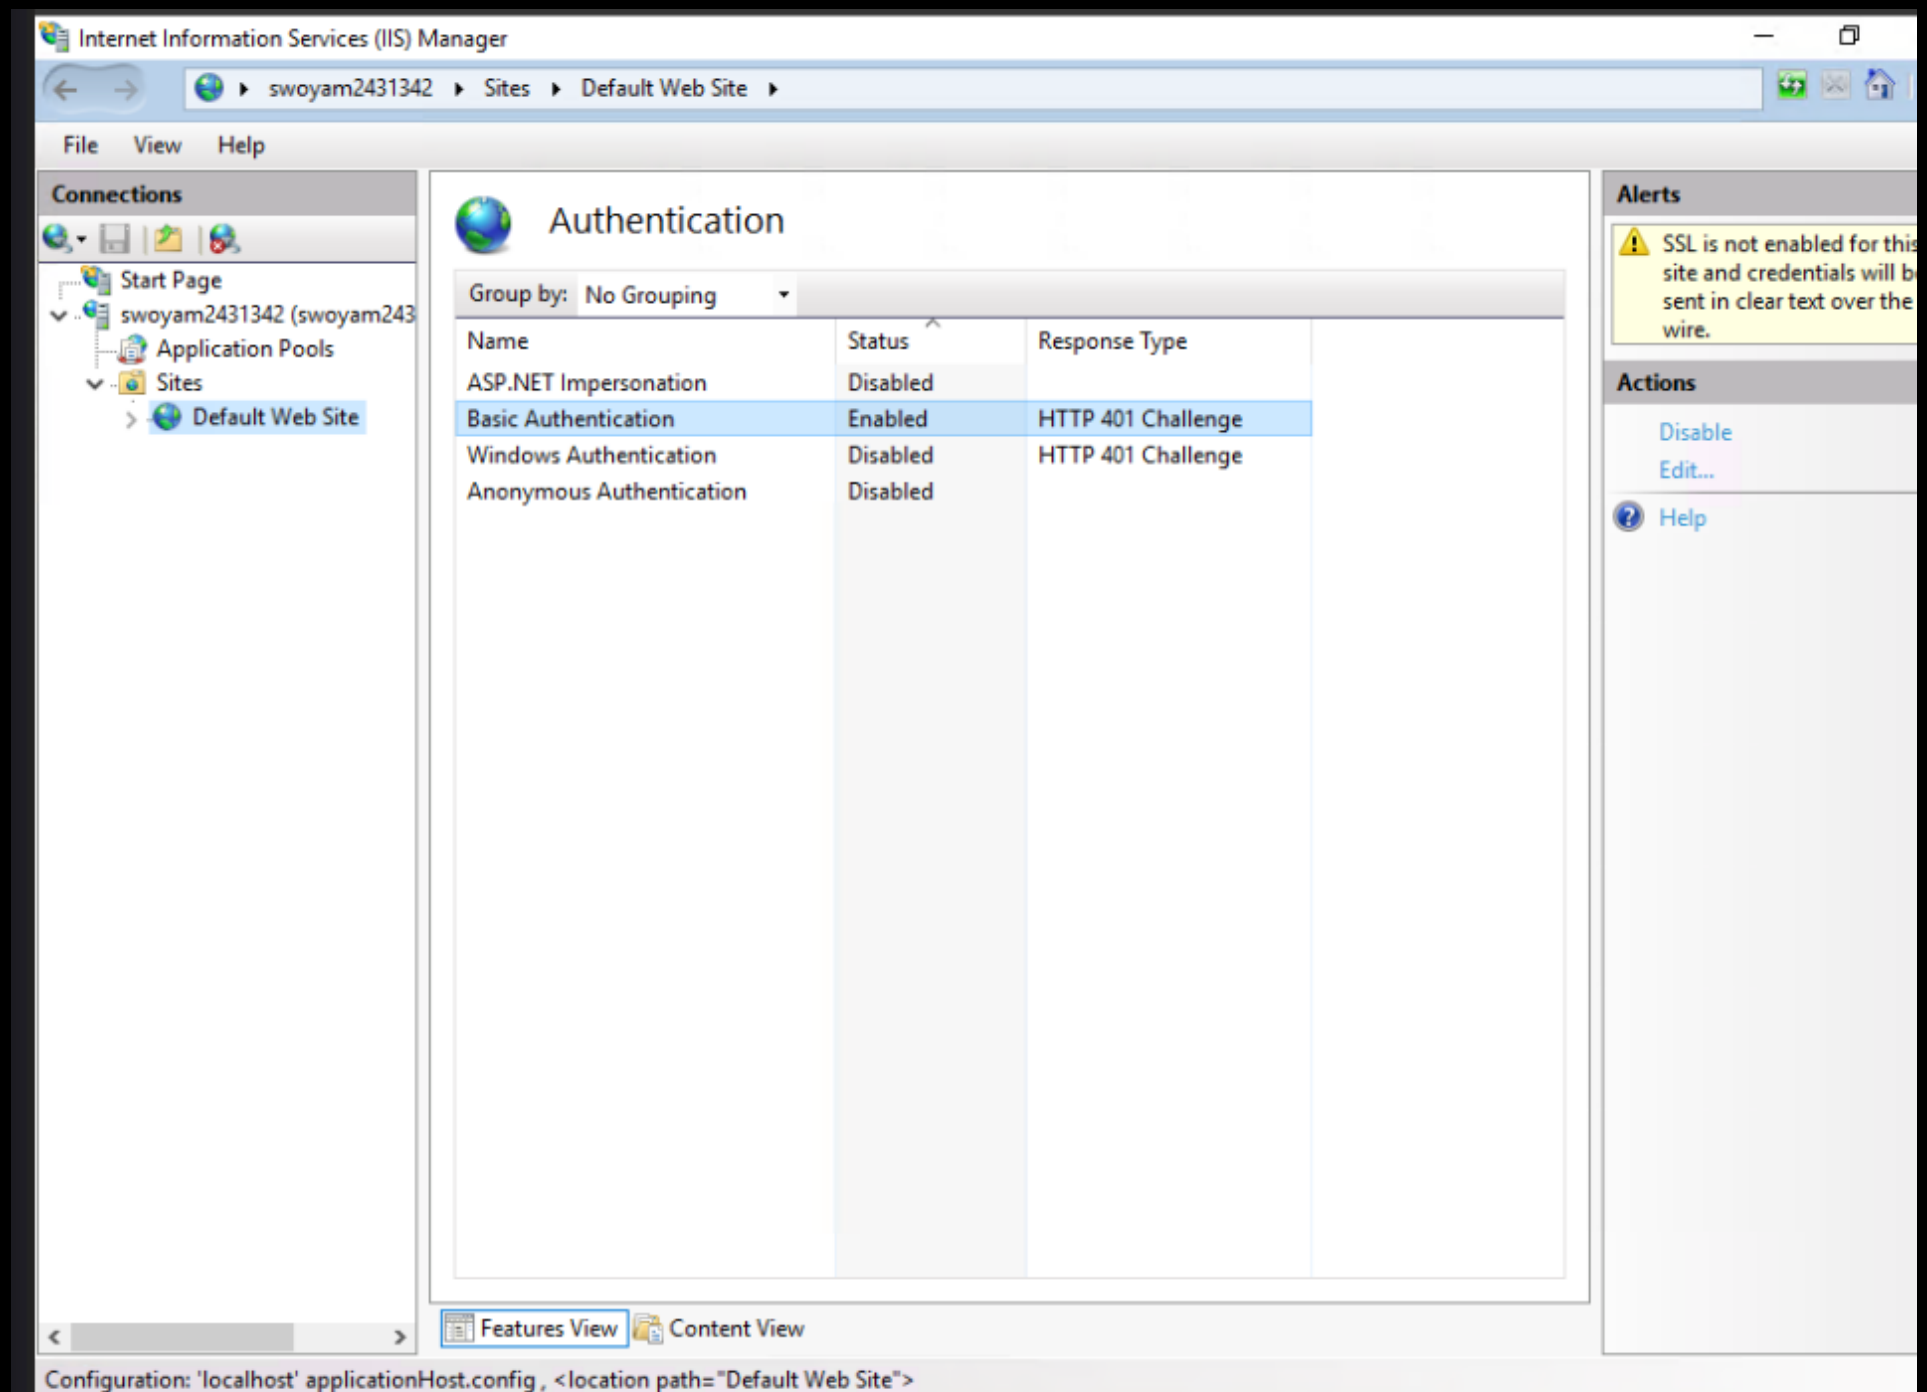 Internet Information Services (IIS) Manager
swoyam2431342 Sites Default Web Site
File View Help
Connections
Start Page
swoyam2431342 (swoyam243
Application Pools
Sites
Default Web Site
Authentication
Group by: No Grouping
Name Status Response Type
ASP.NET Impersonation Disabled
Basic Authentication Enabled HTTP 401 Challenge
Windows Authentication Disabled HTTP 401 Challenge
Anonymous Authentication Disabled
Features View Content View
Alerts
SSL is not enabled for this
site and credentials will be
sent in clear text over the
wire.
Actions
Disable
Edit...
Help
Configuration: 'localhost' applicationHost.config , <location path="Default Web Site">